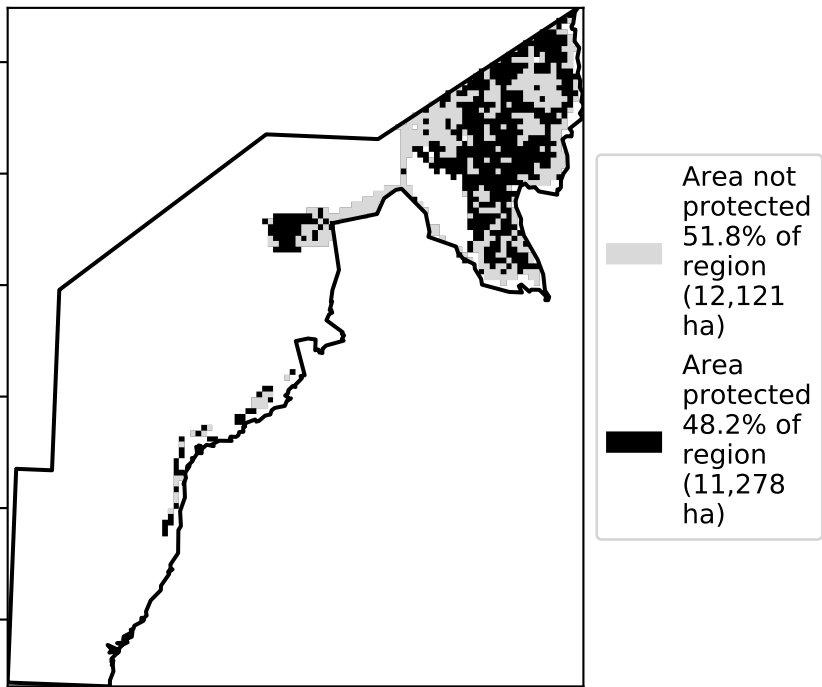 Area not
protected
51.8% of
region
(12,121
ha)
Area
protected
48.2% of
region
(11,278
ha)